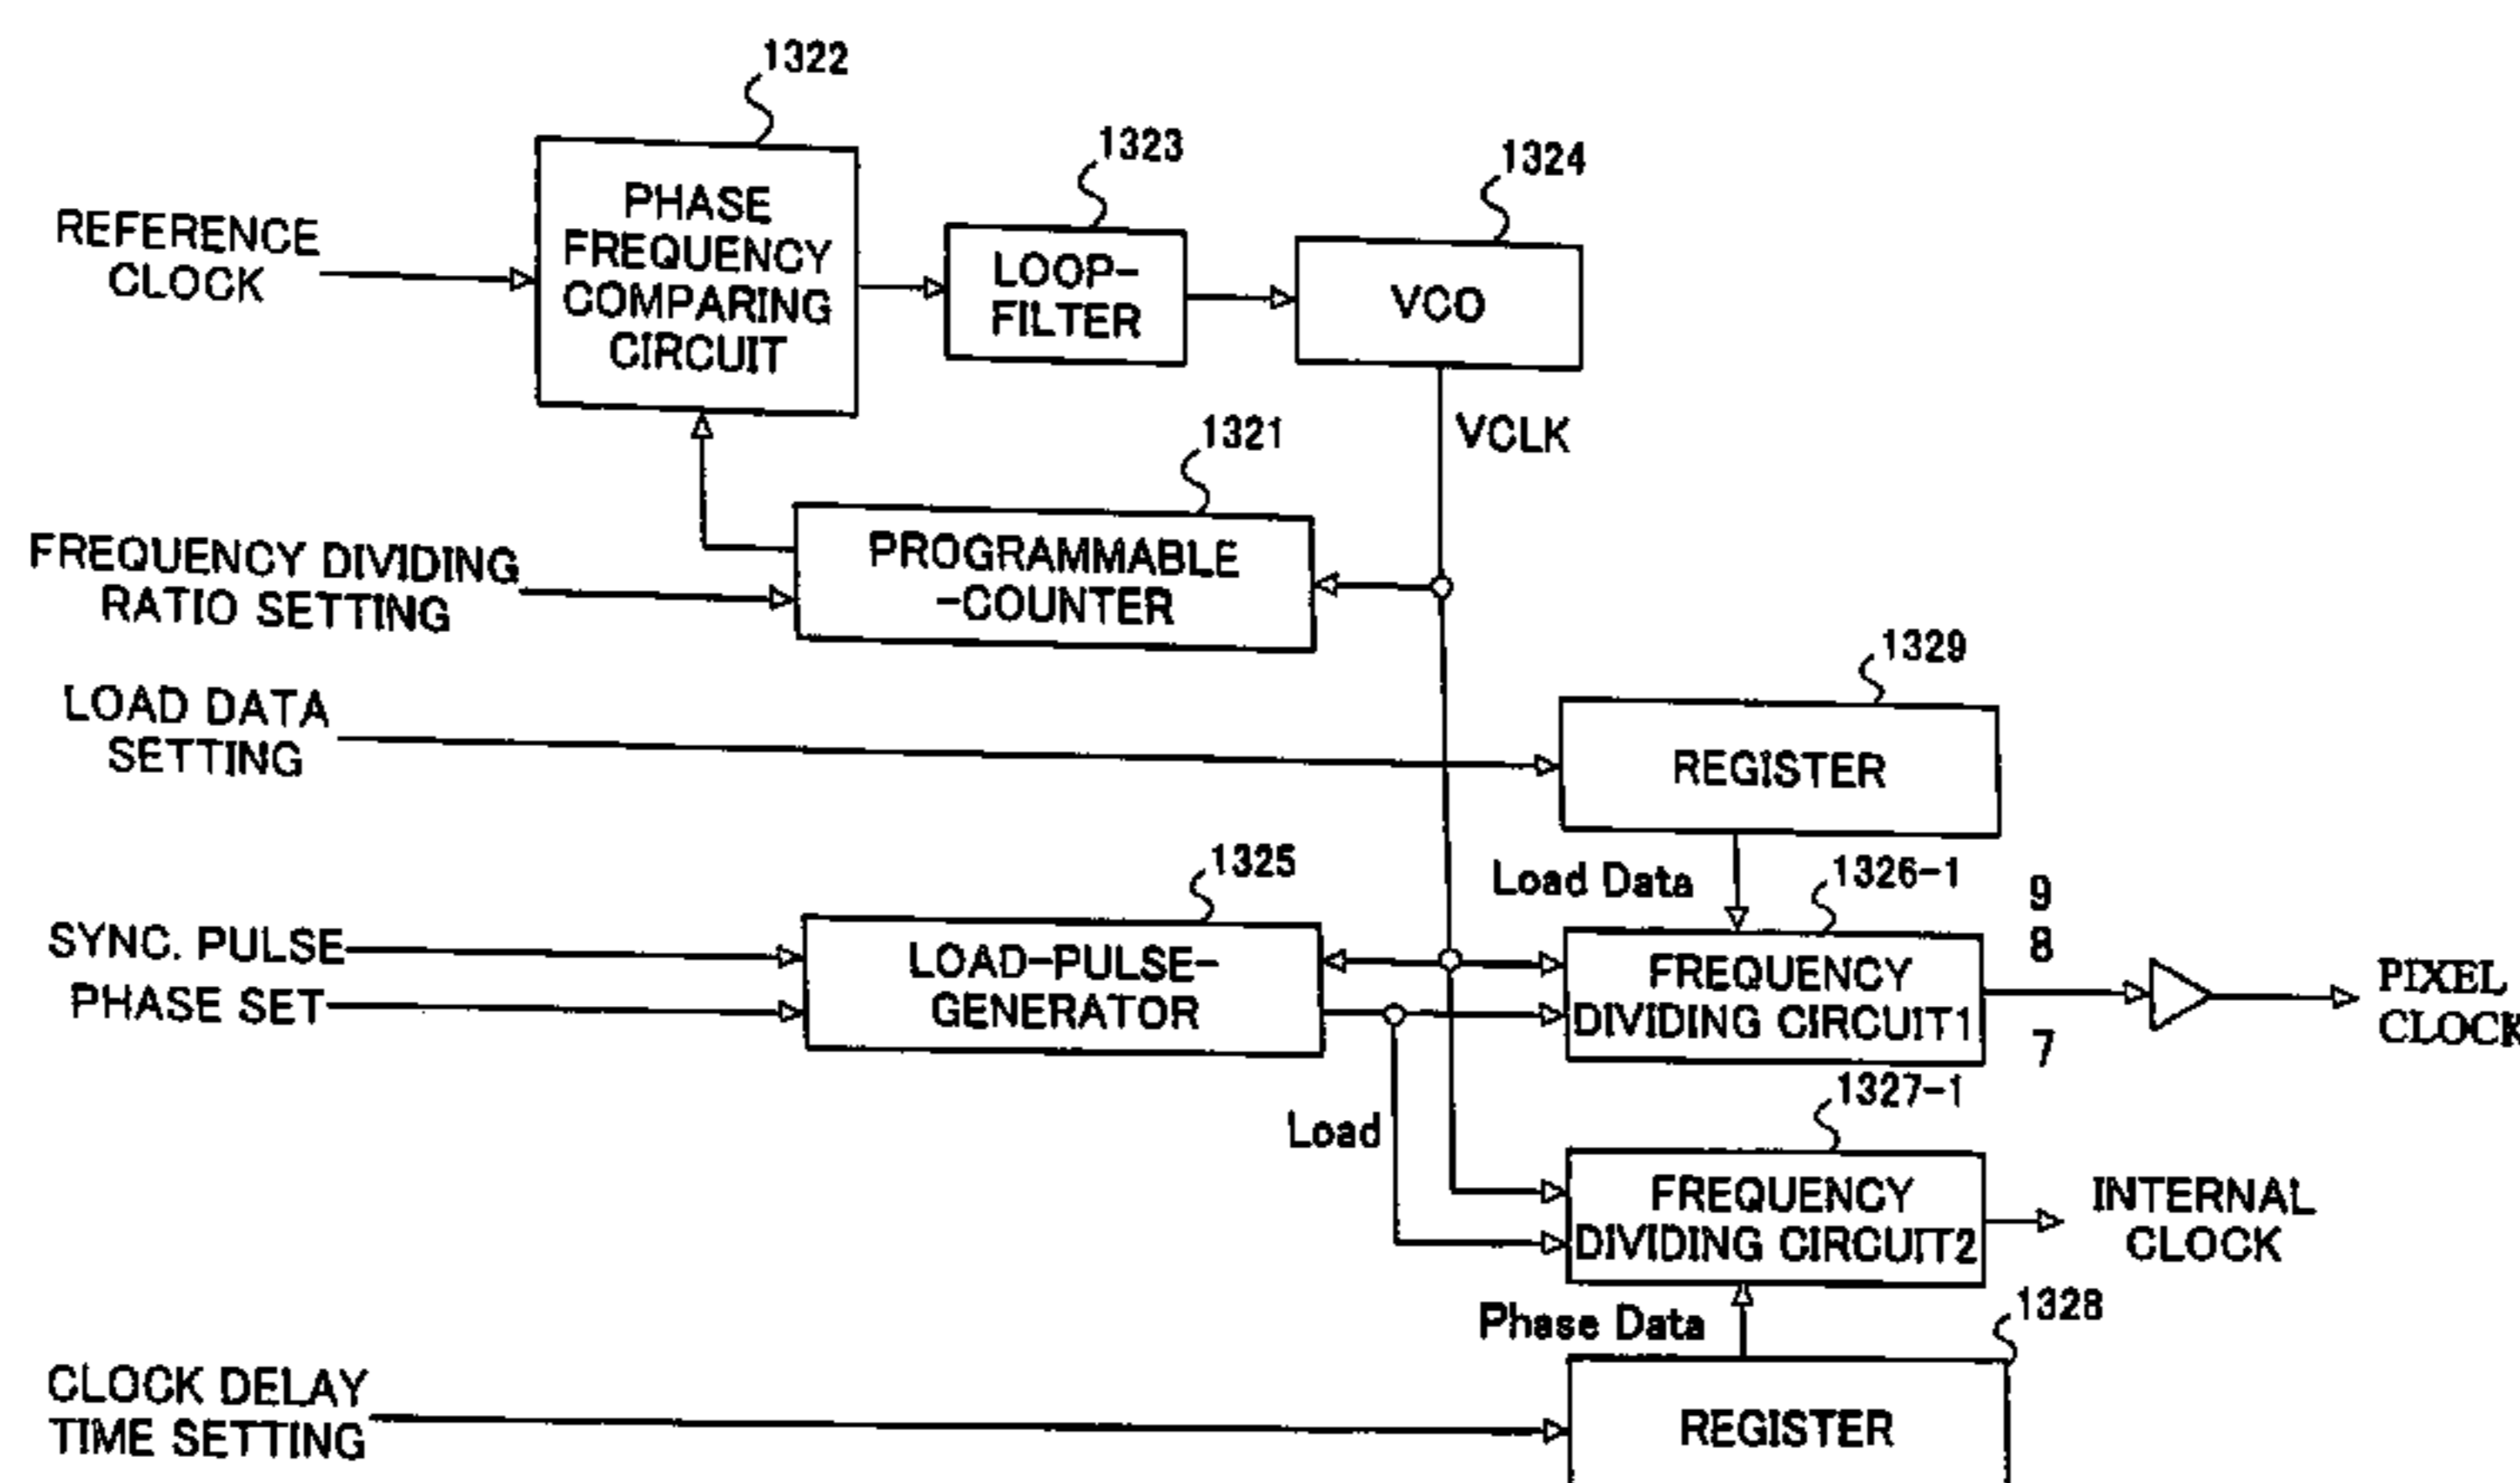 1322
1323
1324
REFERENCE
CLOCK
PHASE
FREQUENCY
COMPARING
CIRCUIT
LOOP-
FILTER
VCO
VCLK
1321
FREQUENCY DIVIDING
RATIO SETTING
PROGRAMMABLE
-COUNTER
1329
LOAD DATA
SETTING
REGISTER
1325
Load Data
1326-1
9
8
7
SYNC. PULSE
PHASE SET
LOAD-PULSE-
GENERATOR
FREQUENCY
DIVIDING CIRCUIT1
PIXEL
CLOCK
1327-1
Load
FREQUENCY
DIVIDING CIRCUIT2
INTERNAL
CLOCK
Phase Data
1328
CLOCK DELAY
TIME SETTING
REGISTER